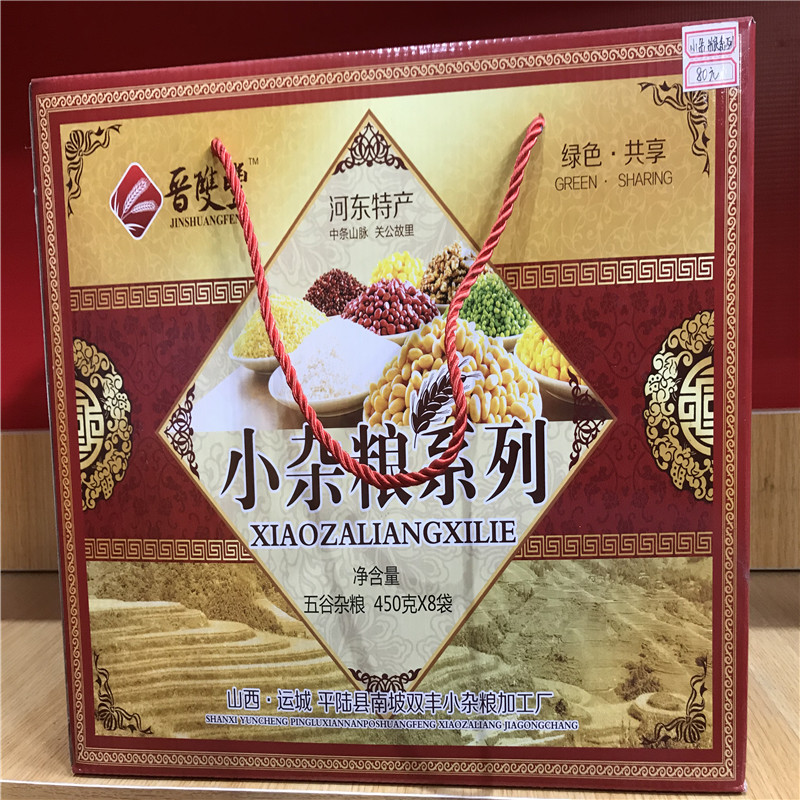 小杂粮系列
80元
晋雙豐
TM
JINSHUANGFENG
绿色·共享
GREEN· SHARING
河东特产
中条山脉 关公故里
小杂粮系列
XIAOZALIANGXILIE
净含量
五谷杂粮 450克X8袋
山西·运城 平陆县南坡双丰小杂粮加工厂
SHANXI YUNCHENG PINGLUXIANNANPOSHUANGFENG XIAOZALIANG JIAGONGCHANG